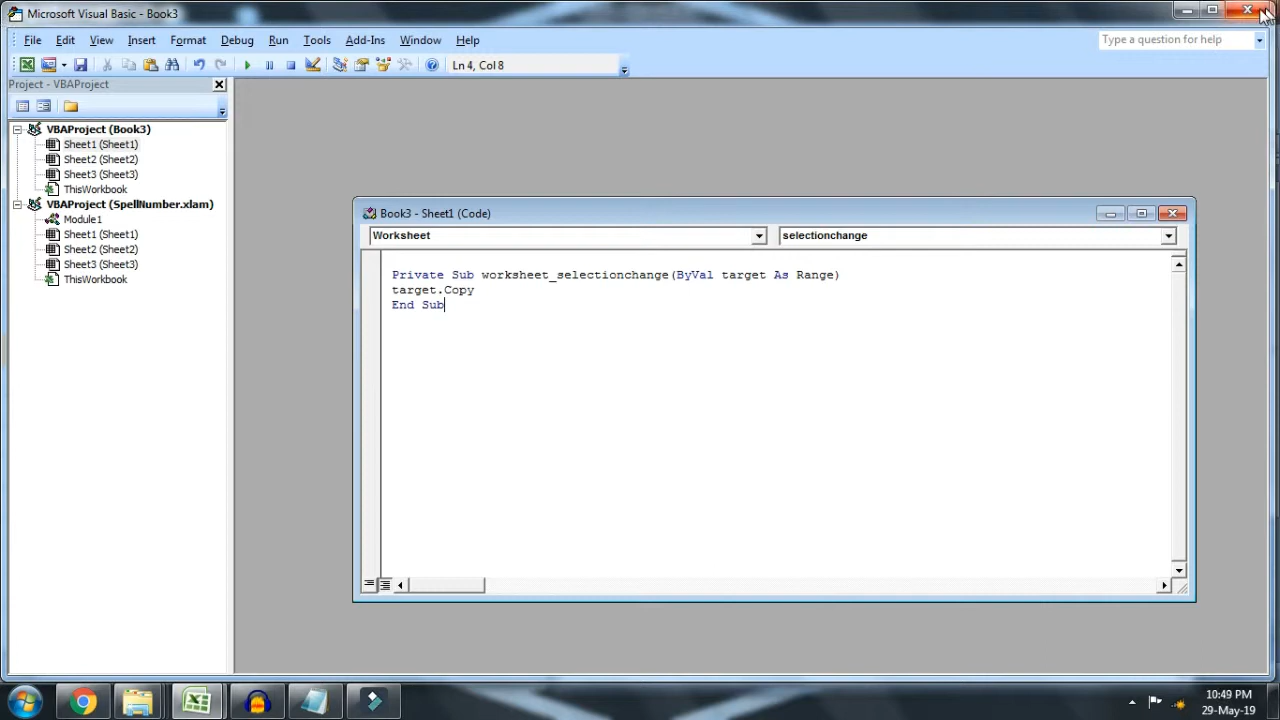 Microsoft Visual Basic - Book3
File Edit View Insert Format Debug Run Tools Add-Ins Window Help
Type a question for help
Ln 4, Col 8
Project - VBAProject
VBAProject (Book3)
Sheet1 (Sheet1)
Sheet2 (Sheet2)
Sheet3 (Sheet3)
ThisWorkbook
VBAProject (SpellNumber.xlam)
Module1
Sheet1 (Sheet1)
Sheet2 (Sheet2)
Sheet3 (Sheet3)
ThisWorkbook
Book3 - Sheet1 (Code)
Worksheet
selectionchange
Private Sub worksheet_selectionchange(ByVal target As Range)
target.Copy
End Sub
10:49 PM
29-May-19